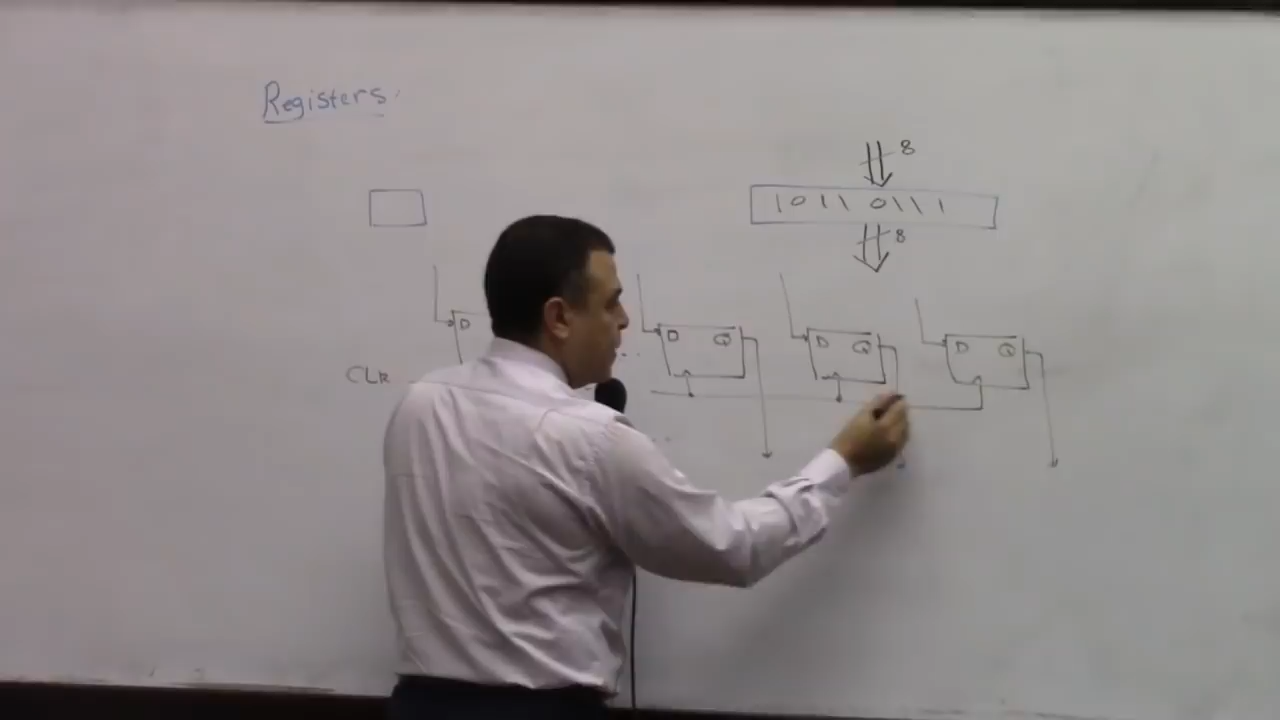 Registers
8
1011 0111
8
D D Q D Q D Q
CLK